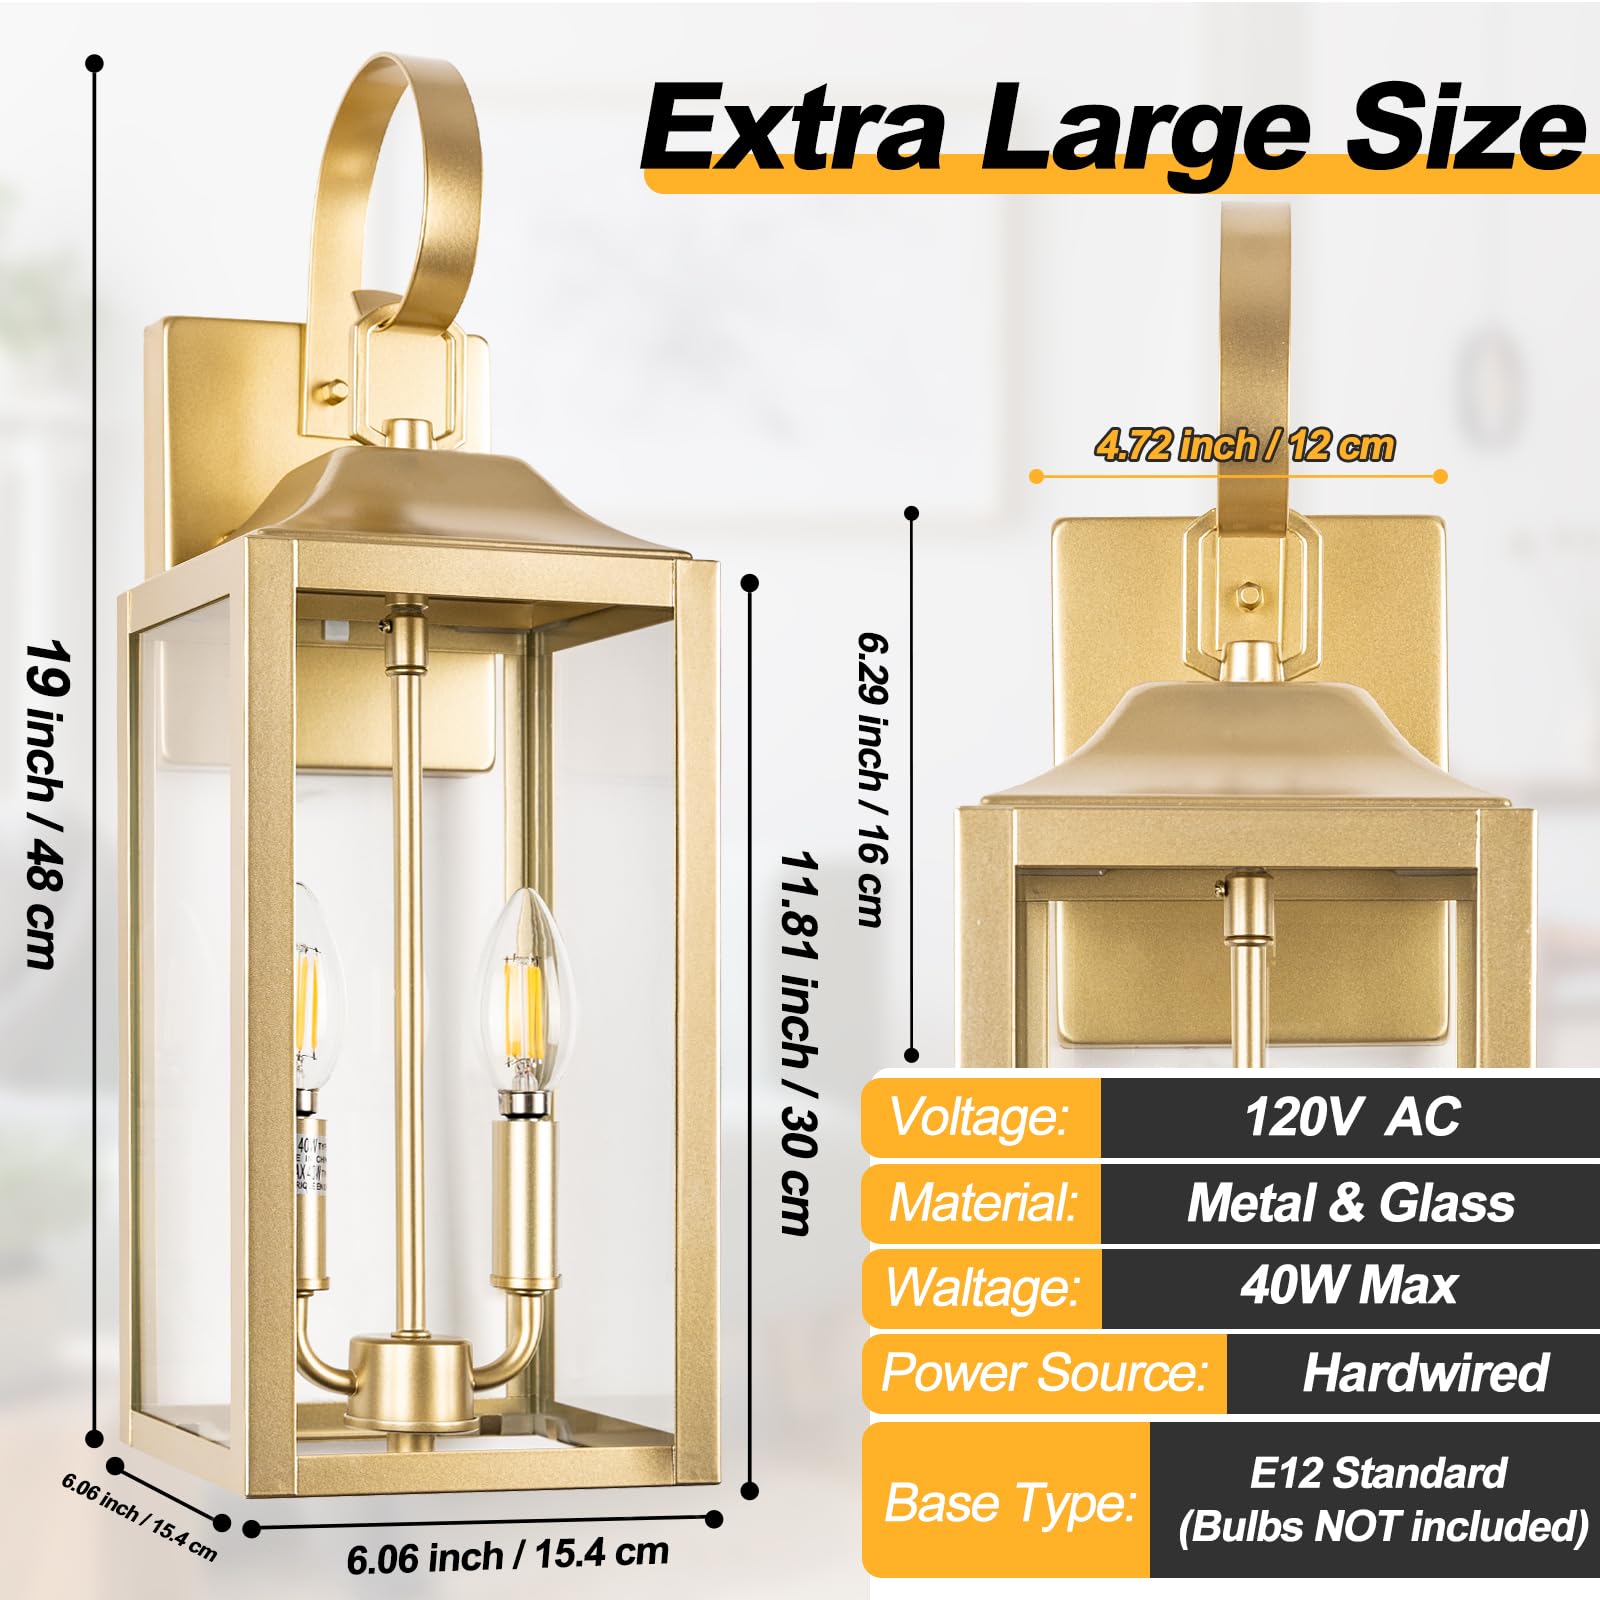 Extra Large Size
4.72 inch / 12 cm
19 inch / 48 cm
6.29 inch / 16 cm
11.81 inch / 30 cm
6.06 inch / 15.4 cm
6.06 inch / 15.4 cm
40W
Voltage: 120V AC
Material: Metal & Glass
Waltage: 40W Max
Power Source: Hardwired
Base Type: E12 Standard
(Bulbs NOT included)